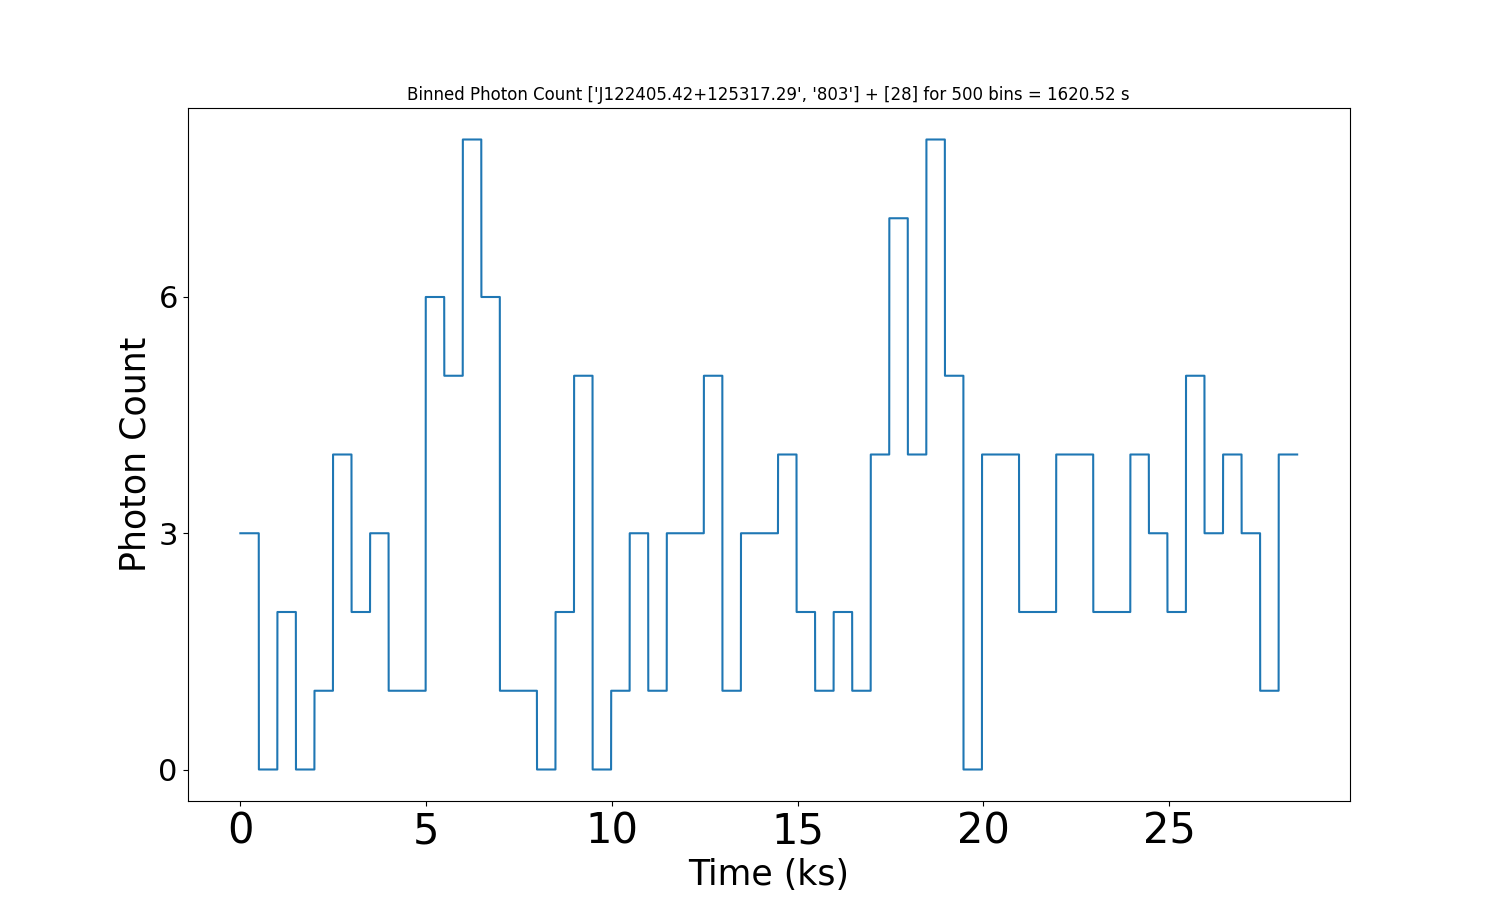 Binned Photon Count ['J122405.42+125317.29', '803'] + [28] for 500 bins = 1620.52 s
6
3
0
Photon Count
0 5 10 15 20 25
Time (ks)